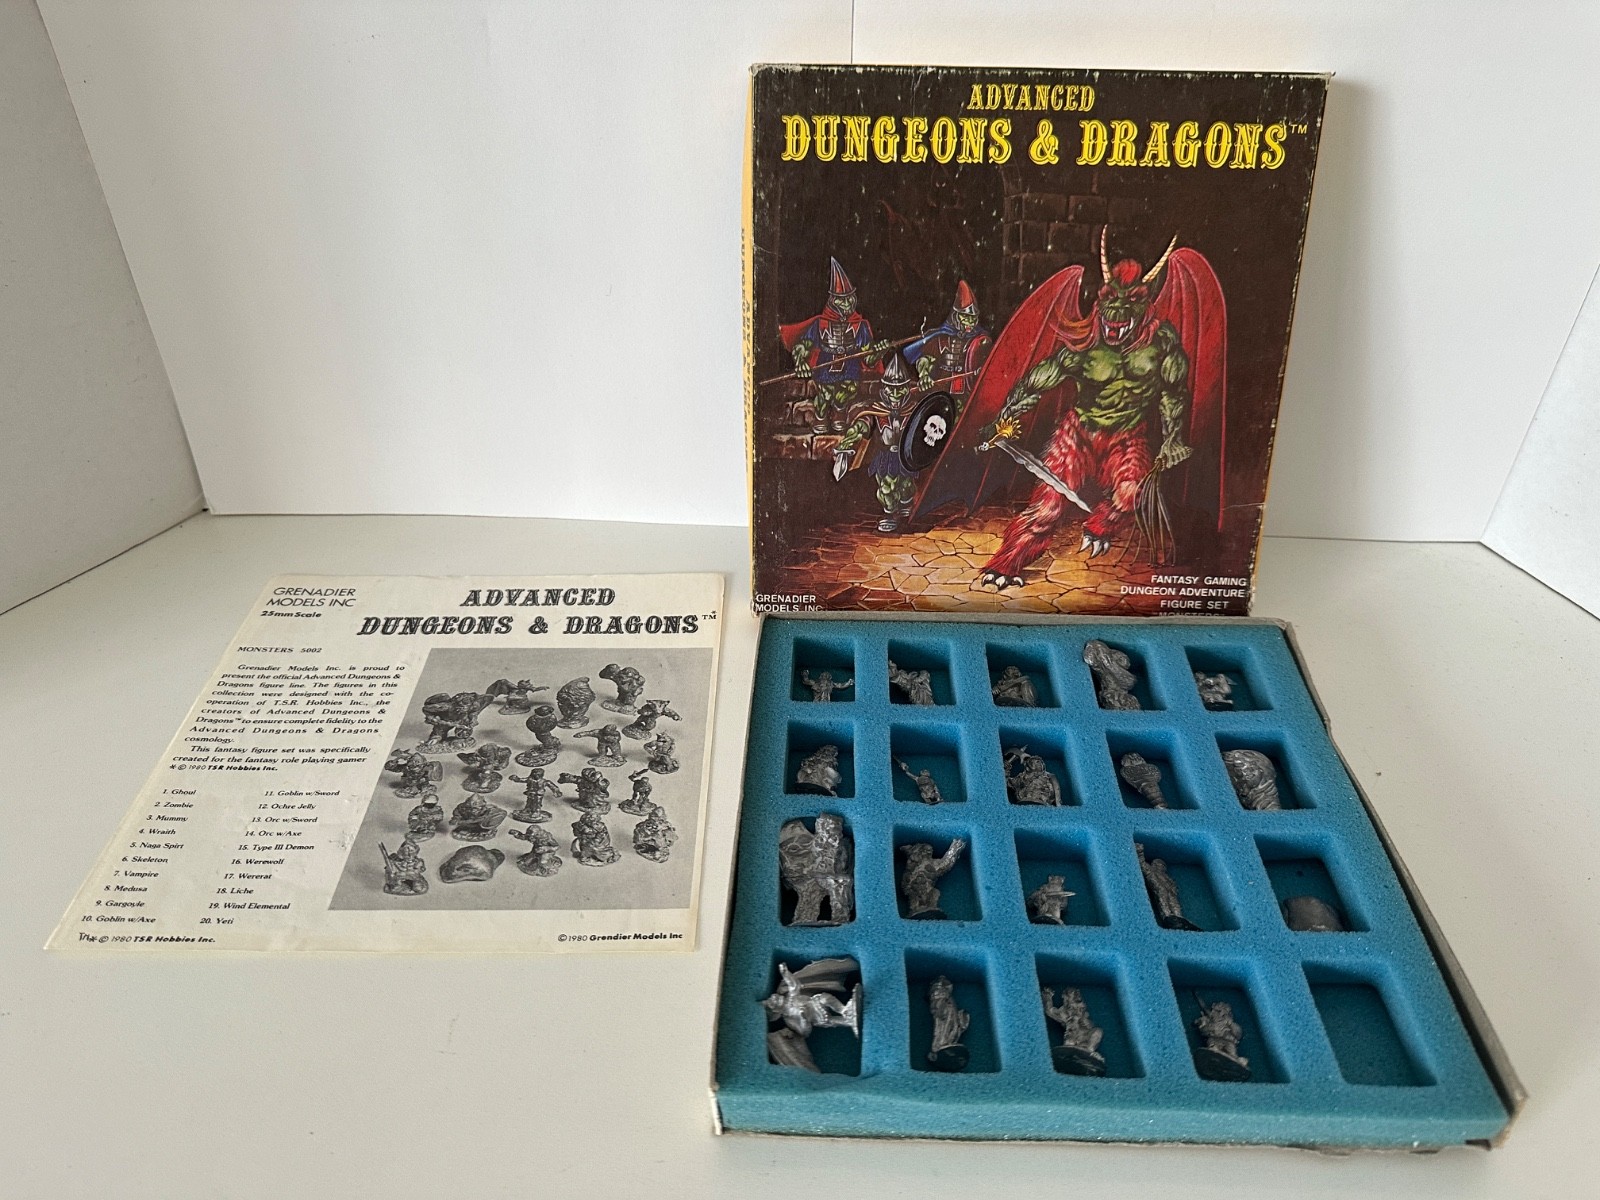 ADVANCED
DUNGEONS & DRAGONS™
GRENADIER
MODELS INC
FANTASY GAMING
DUNGEON ADVENTURE
FIGURE SET
GRENADIER
MODELS INC
25mm Scale
ADVANCED
DUNGEONS & DRAGONS™
MONSTERS 5002
Grenadier Models Inc. is proud to
present the official Advanced Dungeons &
Dragons figure line. The figures in this
collection were designed with the co-
operation of T.S.R. Hobbies Inc., the
creators of Advanced Dungeons &
Dragons™ to ensure complete fidelity to the
Advanced Dungeons & Dragons
cosmology.
This fantasy figure set was specifically
created for the fantasy role playing gamer
*© 1980 TSR Hobbies Inc.
1. Ghoul
2. Zombie
3. Mummy
4. Wraith
5. Naga Spirt
6. Skeleton
7. Vampire
8. Medusa
9. Gargoyle
10. Goblin w/Axe
11. Goblin w/Sword
12. Ochre Jelly
13. Orc w/Sword
14. Orc w/Axe
15. Type III Demon
16. Werewolf
17. Wererat
18. Liche
19. Wind Elemental
20. Yeti
TM*© 1980 TSR Hobbies Inc.
©1980 Grendier Models Inc